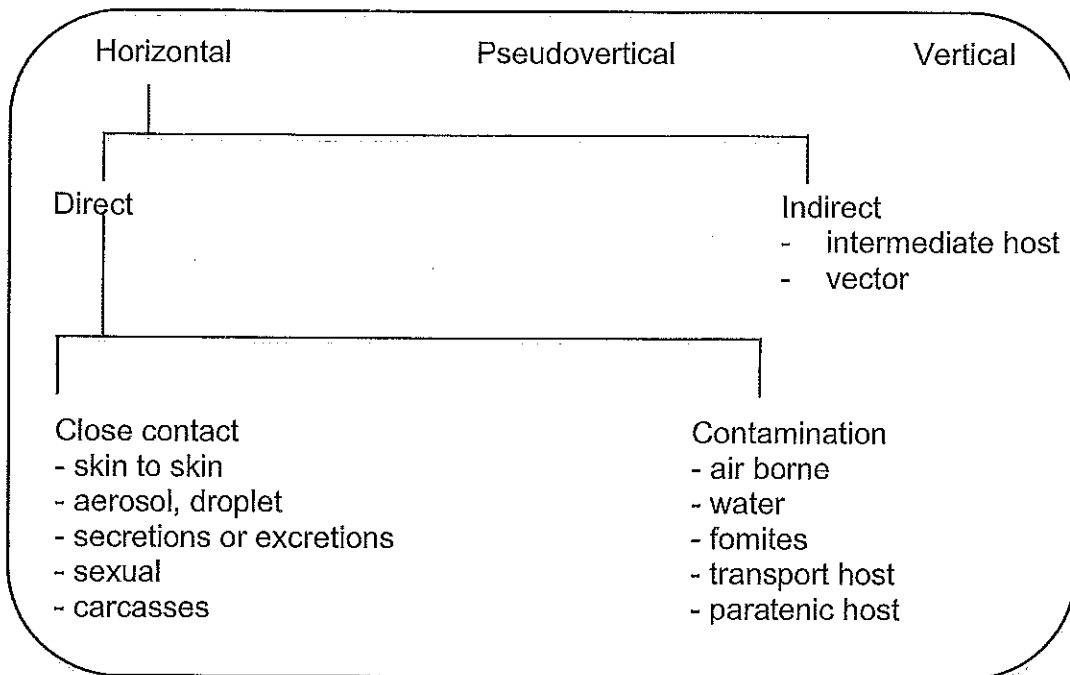 Horizontal Pseudovertical Vertical
Direct
Indirect
- intermediate host
- vector
Close contact
- skin to skin
- aerosol, droplet
- secretions or excretions
- sexual
- carcasses
Contamination
- air borne
- water
- fomites
- transport host
- paratenic host